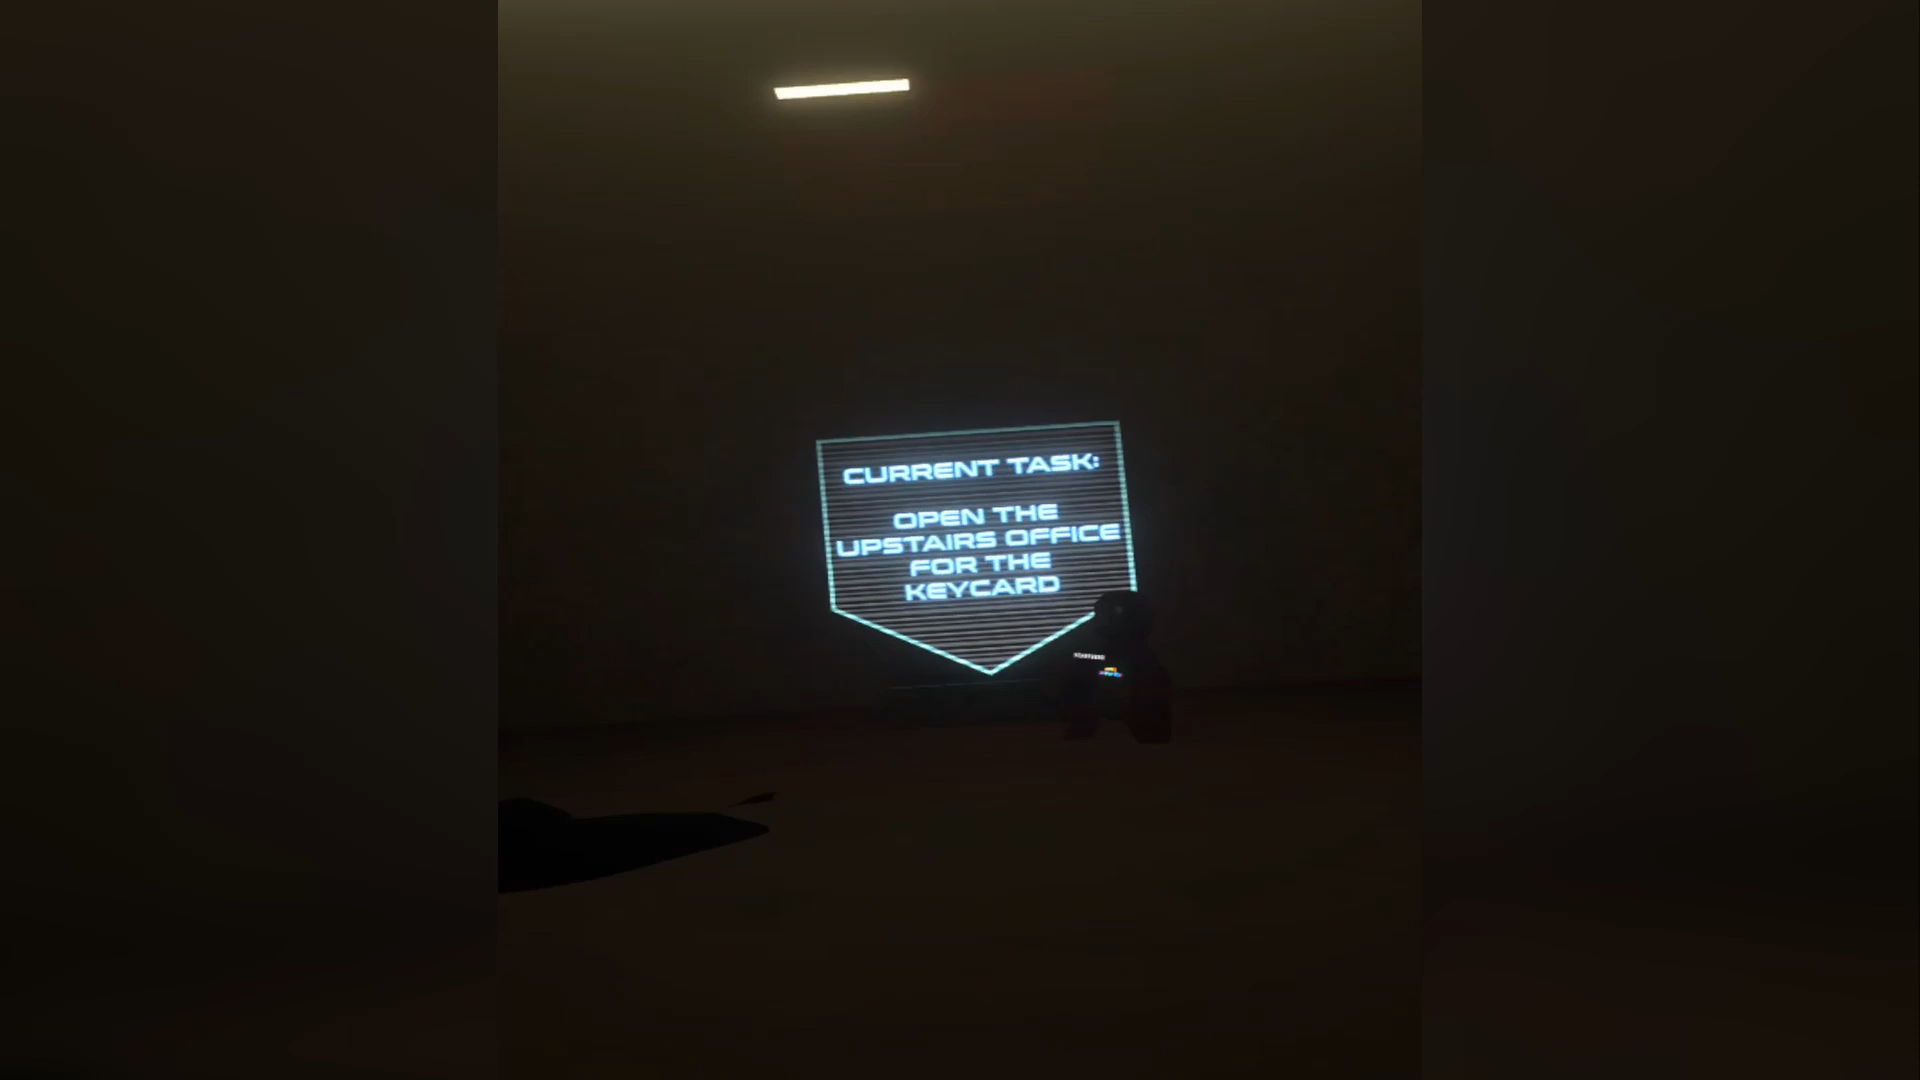 CURRENT TASK:
OPEN THE
UPSTAIRS OFFICE
FOR THE
KEYCARD